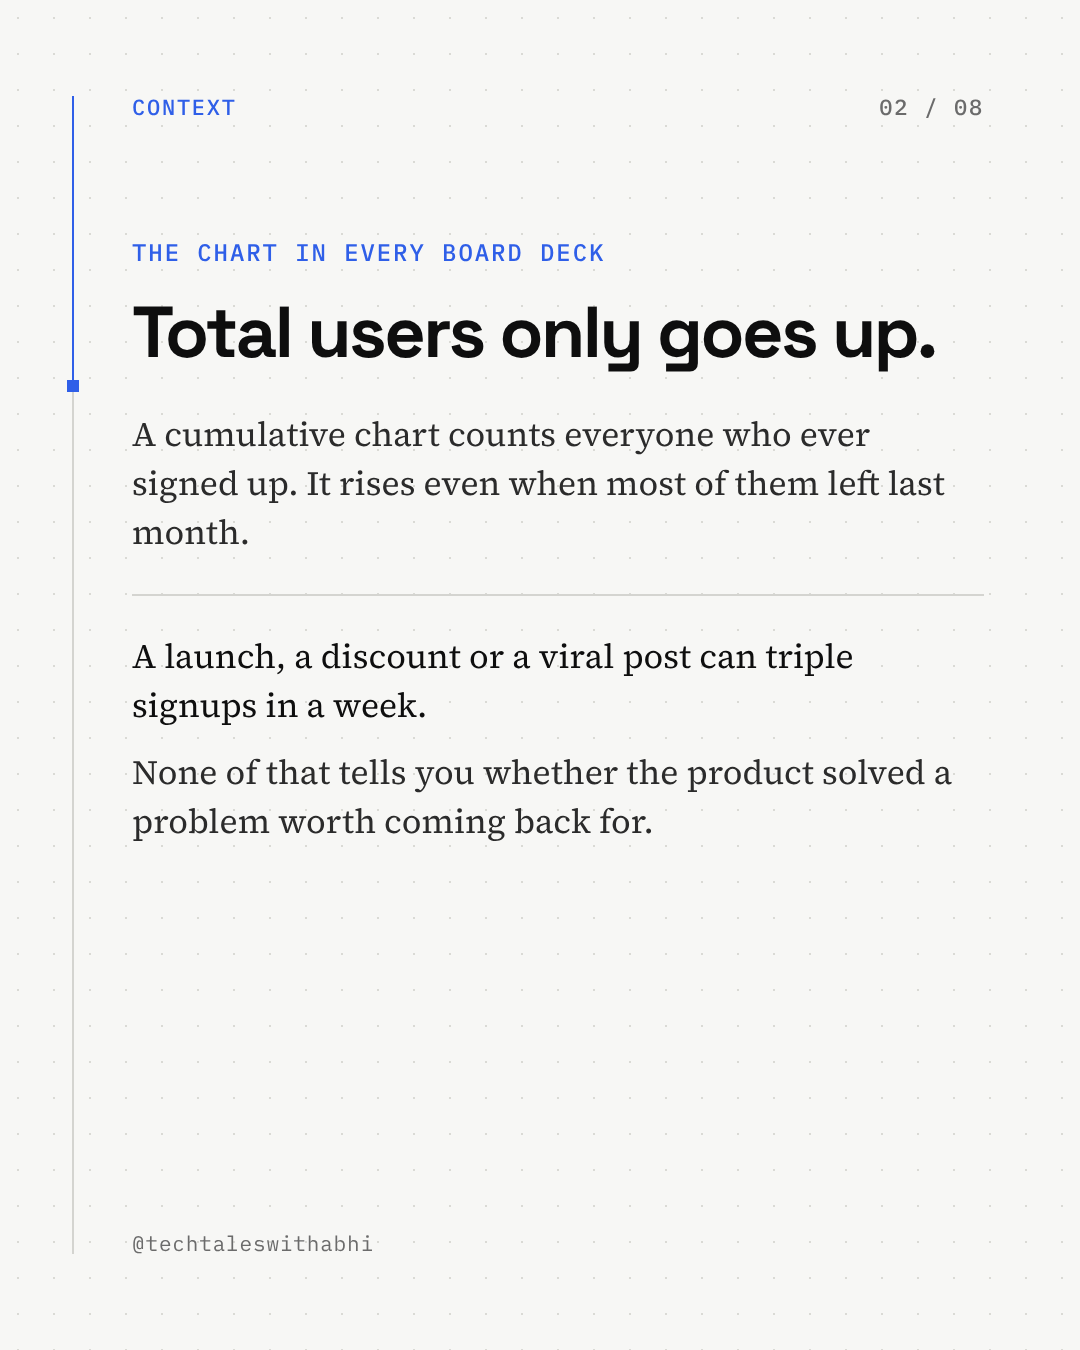 CONTEXT
02 / 08
THE CHART IN EVERY BOARD DECK
Total users only goes up.
A cumulative chart counts everyone who ever
signed up. It rises even when most of them left last
month.
A launch, a discount or a viral post can triple
signups in a week.
None of that tells you whether the product solved a
problem worth coming back for.
@techtaleswithabhi